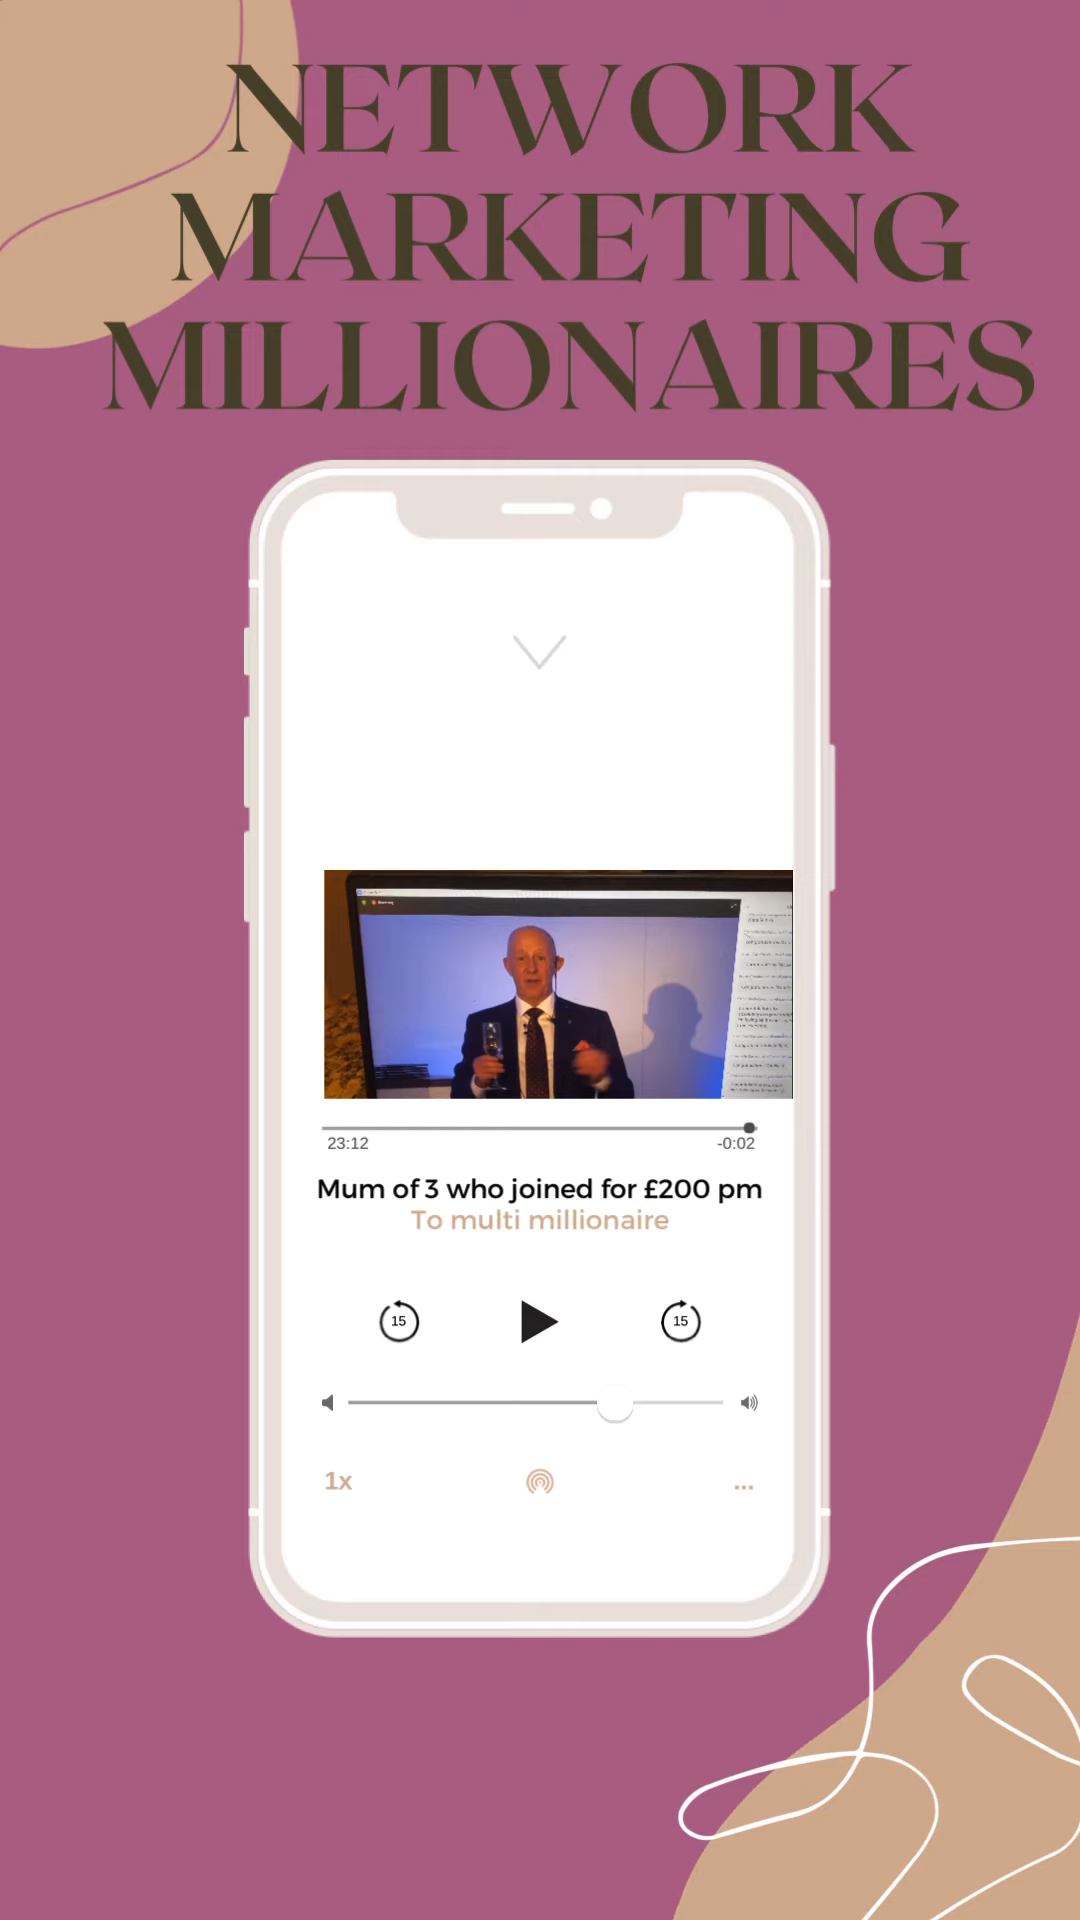 NETWORK
MARKETING
MILLIONAIRES
23:12
-0:02
Mum of 3 who joined for £200 pm
To multi millionaire
15
15
1x
...